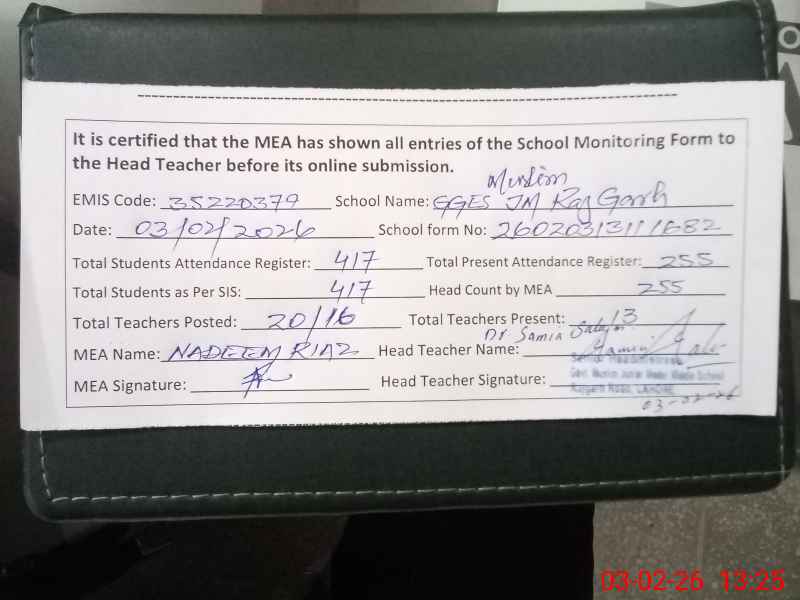 It is certified that the MEA has shown all entries of the School Monitoring Form to
the Head Teacher before its online submission.
Muslim
EMIS Code: 35220379 School Name: GGES JM Raj Garh
Date: 03/02/2026 School form No:
Total Students Attendance Register: 417 Total Present Attendance Register: 255
Total Students as Per SIS: 417 Head Count by MEA 255
Total Teachers Posted: 20/16 Total Teachers Present: 13
Dr Samia
MEA Name: NADEEM RIAZ Head Teacher Name:
MEA Signature: Head Teacher Signature:
03-02-26
03-02-26 13:25